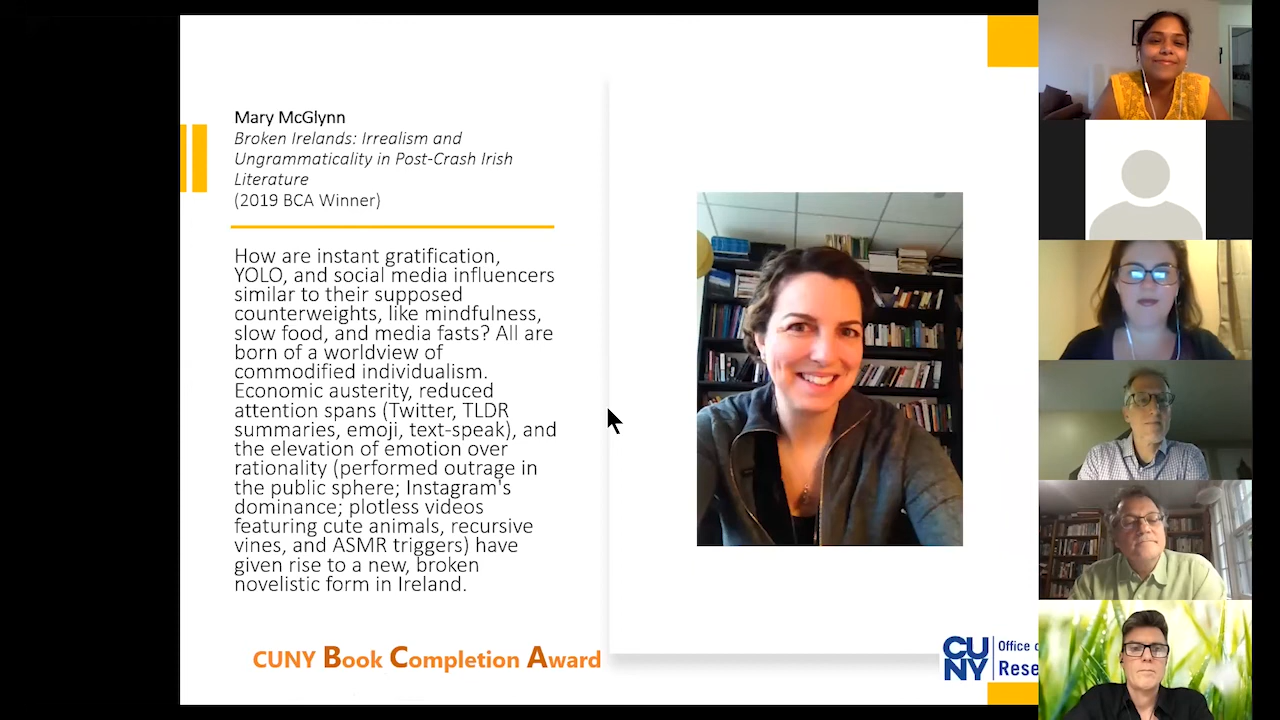 Mary McGlynn
Broken Irelands: Irrealism and
Ungrammaticality in Post-Crash Irish
Literature
(2019 BCA Winner)
How are instant gratification,
YOLO, and social media influencers
similar to their supposed
counterweights, like mindfulness,
slow food, and media fasts? All are
born of a worldview of
commodified individualism.
Economic austerity, reduced
attention spans (Twitter, TLDR
summaries, emoji, text-speak), and
the elevation of emotion over
rationality (performed outrage in
the public sphere; Instagram's
dominance; plotless videos
featuring cute animals, recursive
vines, and ASMR triggers) have
given rise to a new, broken
novelistic form in Ireland.
CUNY Book Completion Award
CU
NY
Office o
Rese